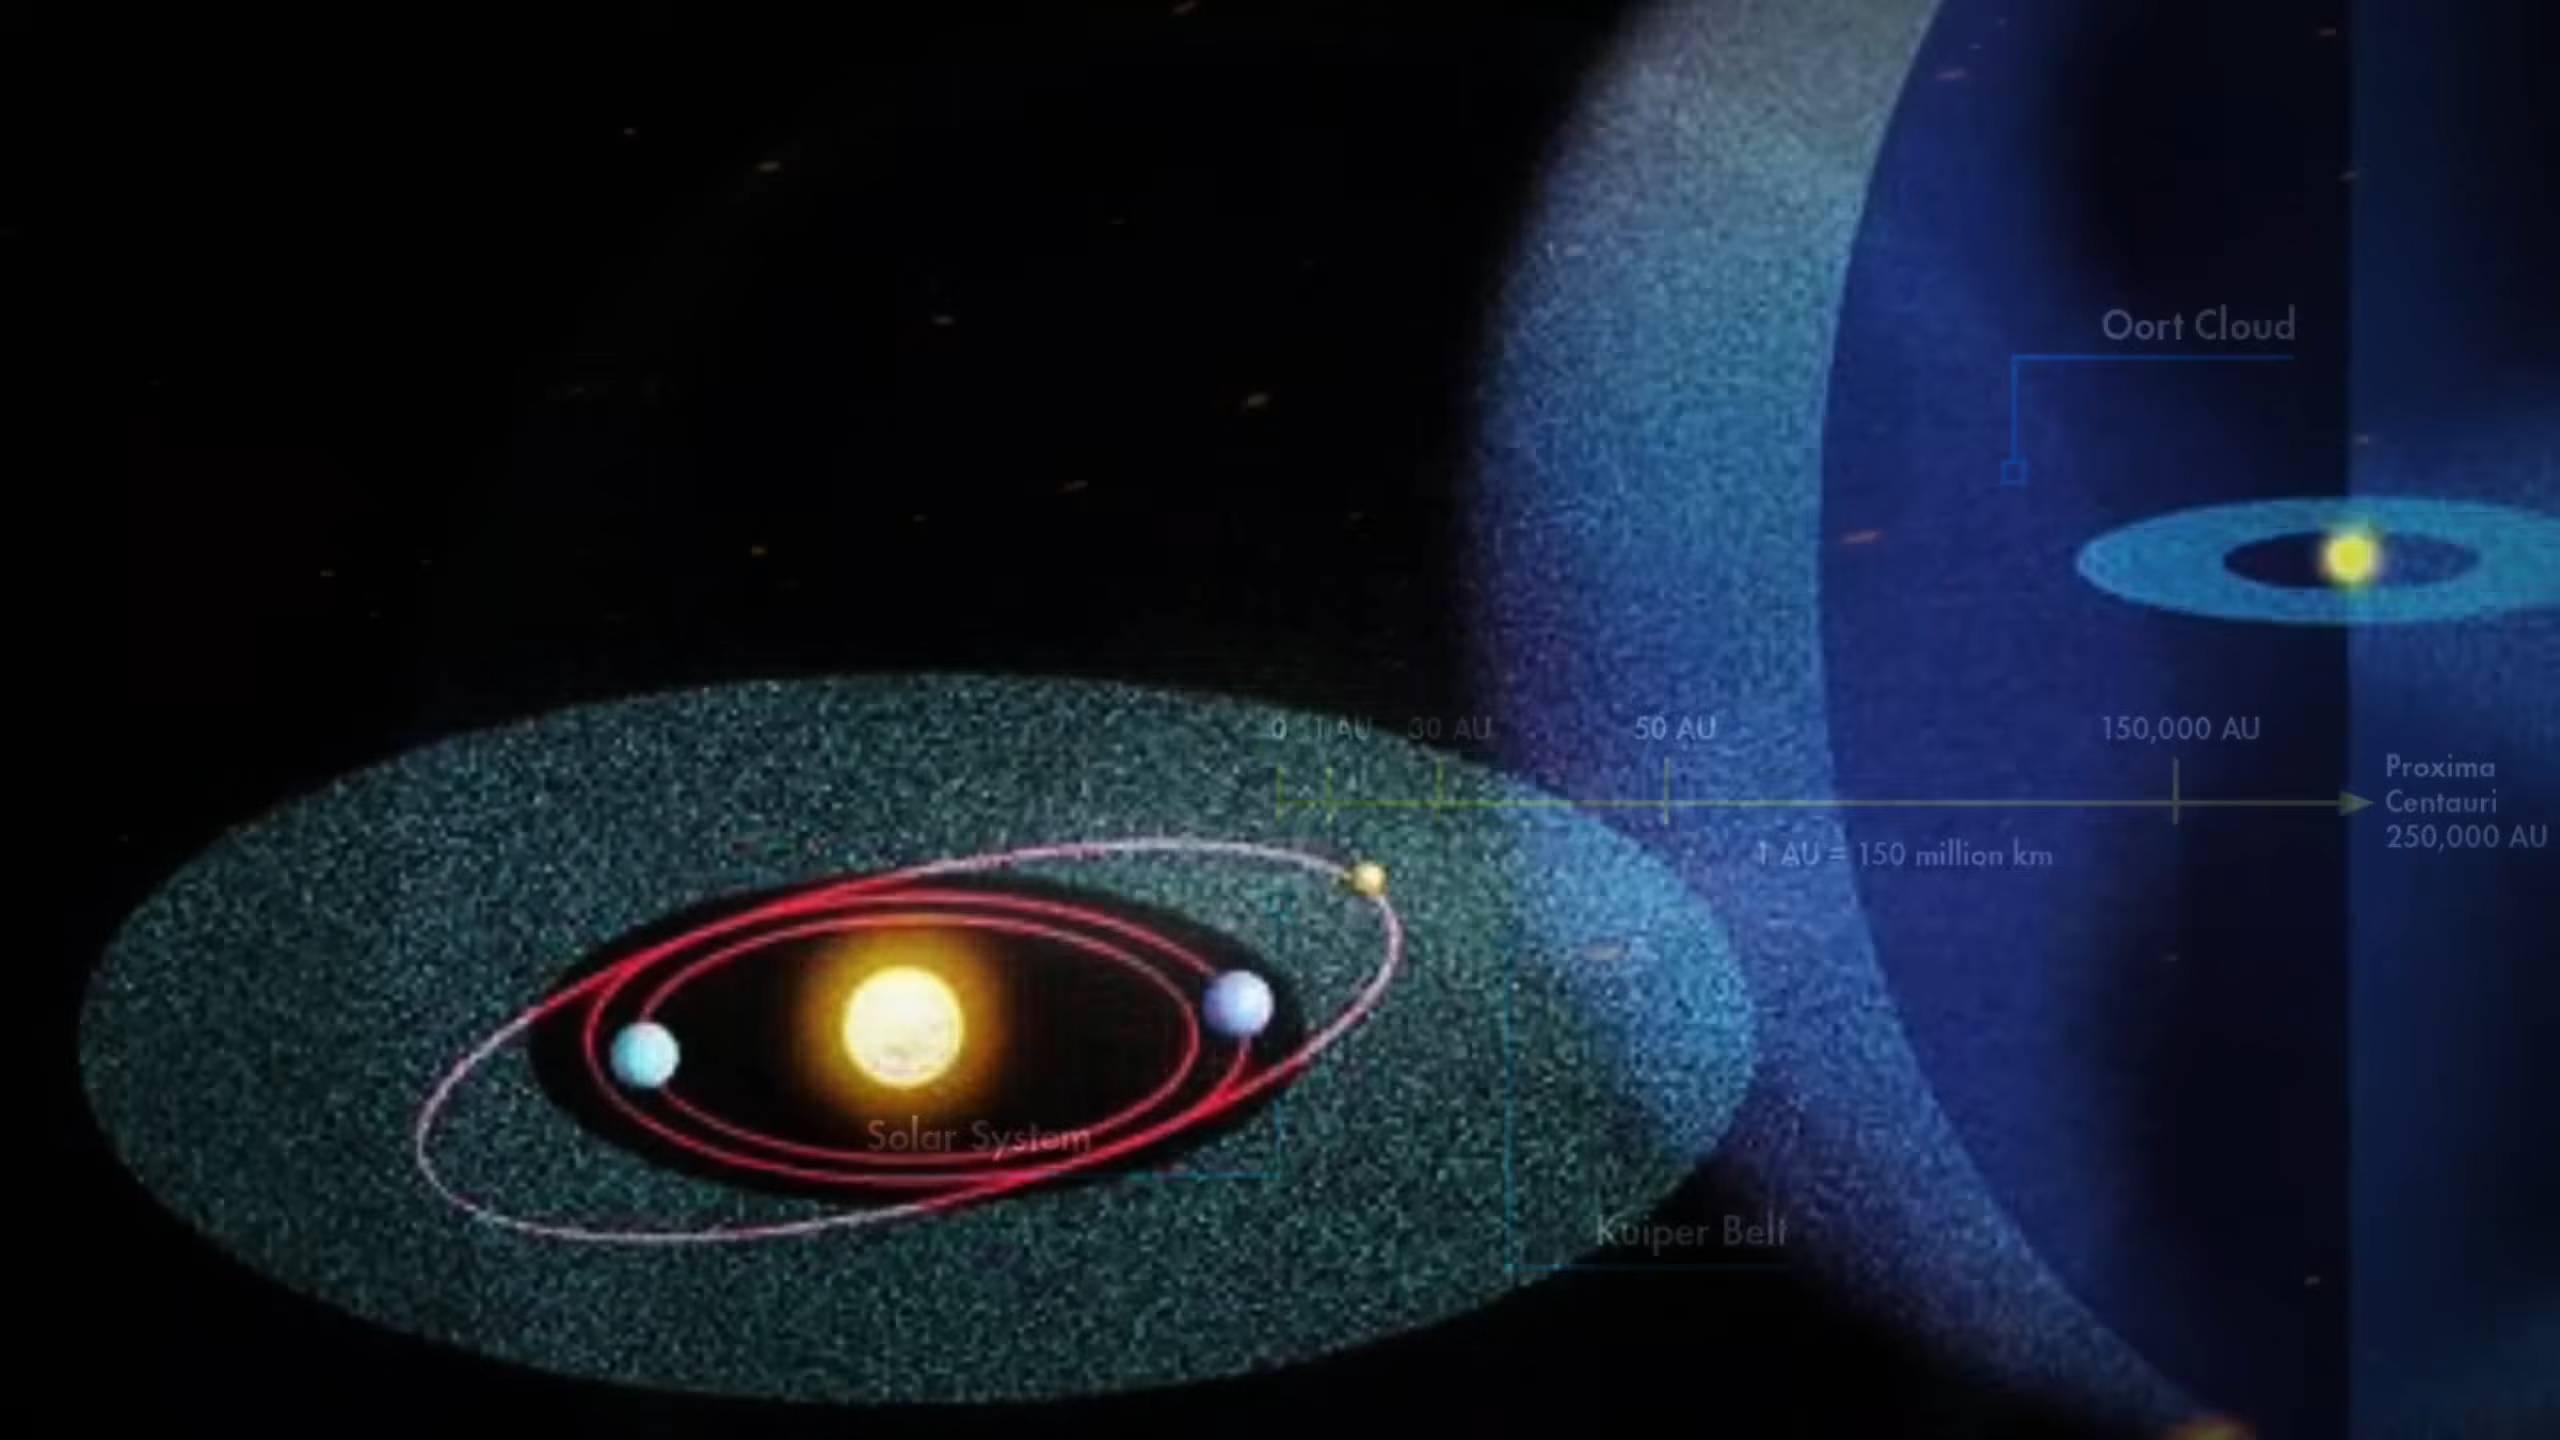 Oort Cloud
0 1 AU 30 AU 50 AU 150,000 AU
Proxima
Centauri
250,000 AU
1 AU = 150 million km
Solar System
Kuiper Belt